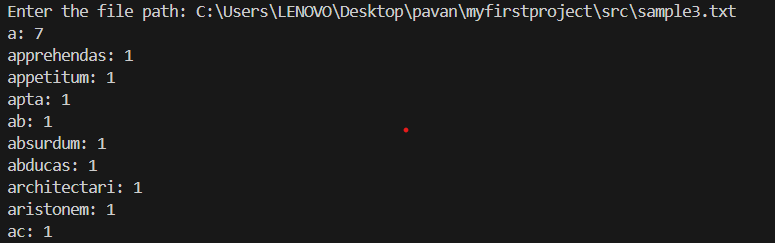 Enter the file path: C:\Users\LENOVO\Desktop\pavan\myfirstproject\src\sample3.txt
a: 7
apprehendas: 1
appetitum: 1
apta: 1
ab: 1
absurdum: 1
abducas: 1
architectari: 1
aristonem: 1
ac: 1